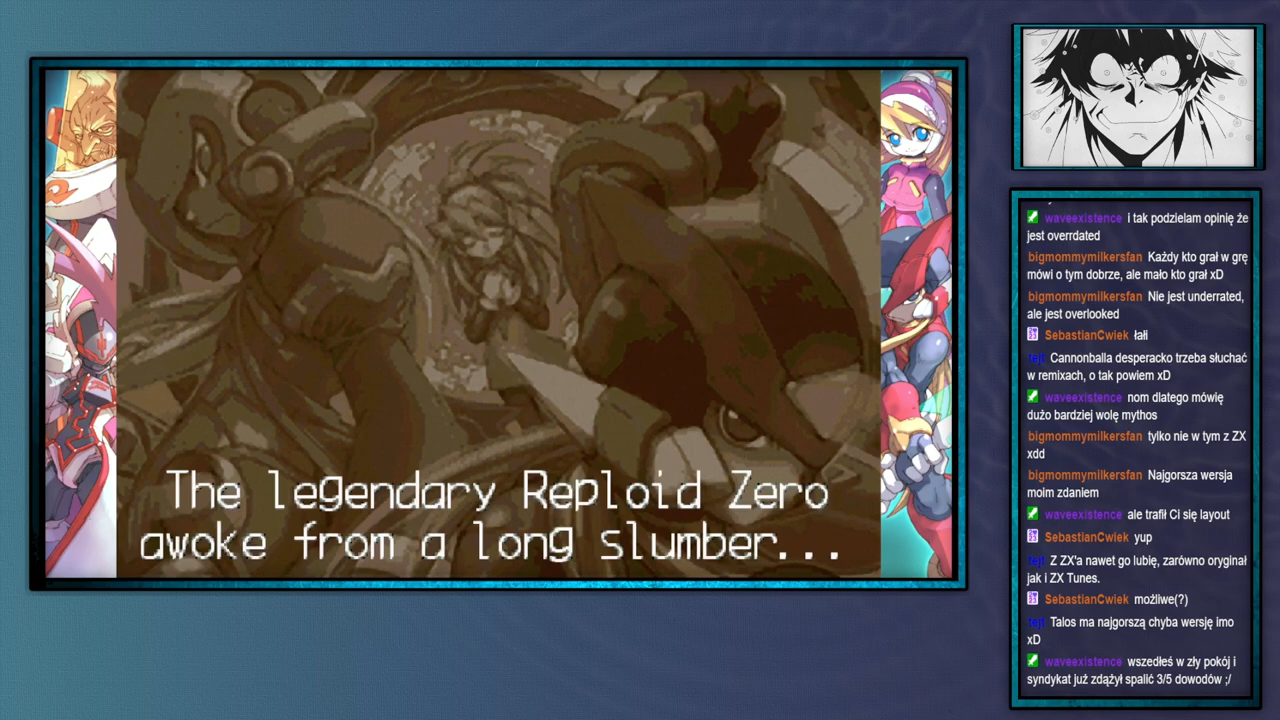 The legendary Reploid Zero
awoke from a long slumber...
waveexistence i tak podzielam opinię że
jest overrdated
bigmommymilkersfan Każdy kto grał w grę
mówi o tym dobrze, ale mało kto grał xD
bigmommymilkersfan Nie jest underrated,
ale jest overlooked
SebastianCwiek łałi
tejt Cannonballa desperacko trzeba słuchać
w remixach, o tak powiem xD
waveexistence nom dlatego mówię
dużo bardziej wolę mythos
bigmommymilkersfan tylko nie w tym z ZX
xdd
bigmommymilkersfan Najgorsza wersja
moim zdaniem
waveexistence ale trafił Ci się layout
SebastianCwiek yup
tejt Z ZX'a nawet go lubię, zarówno oryginał
jak i ZX Tunes.
SebastianCwiek możliwe(?)
tejt Talos ma najgorszą chyba wersję imo
xD
waveexistence wszedłeś w zły pokój i
syndykat już zdążył spalić 3/5 dowodów ;/